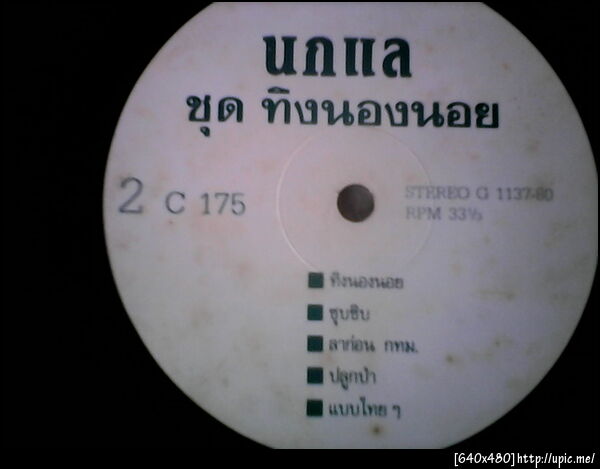 นกแล
ชุด ทิงนองนอย
2 C 175
STEREO G 1137-80
RPM 33⅓
ทิงนองนอย
ซุบซิบ
ลาก่อน กทม.
ปลูกป่า
แบบไทย ๆ
[640x480]http://upic.me/